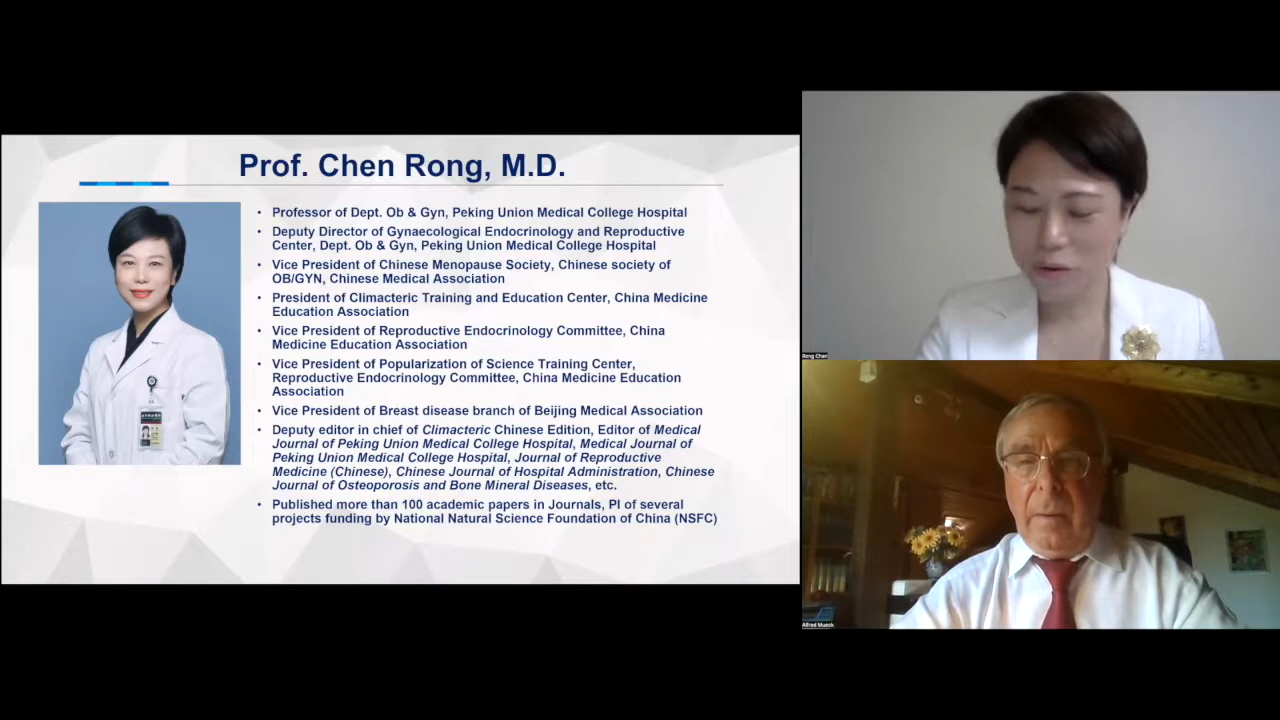 Prof. Chen Rong, M.D.
• Professor of Dept. Ob & Gyn, Peking Union Medical College Hospital
• Deputy Director of Gynaecological Endocrinology and Reproductive
Center, Dept. Ob & Gyn, Peking Union Medical College Hospital
• Vice President of Chinese Menopause Society, Chinese society of
OB/GYN, Chinese Medical Association
• President of Climacteric Training and Education Center, China Medicine
Education Association
• Vice President of Reproductive Endocrinology Committee, China
Medicine Education Association
• Vice President of Popularization of Science Training Center,
Reproductive Endocrinology Committee, China Medicine Education
Association
• Vice President of Breast disease branch of Beijing Medical Association
• Deputy editor in chief of Climacteric Chinese Edition, Editor of Medical
Journal of Peking Union Medical College Hospital, Medical Journal of
Peking Union Medical College Hospital, Journal of Reproductive
Medicine (Chinese), Chinese Journal of Hospital Administration, Chinese
Journal of Osteoporosis and Bone Mineral Diseases, etc.
• Published more than 100 academic papers in Journals, PI of several
projects funding by National Natural Science Foundation of China (NSFC)
Rong Chen
Alfred Mueck